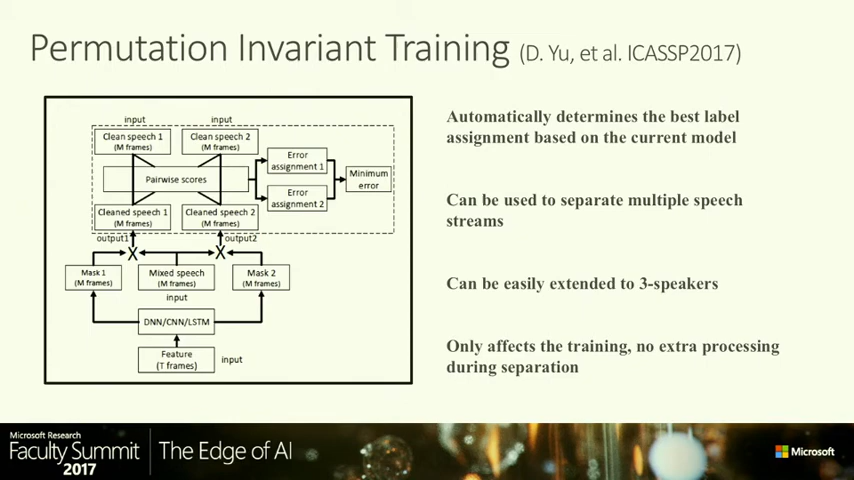 Permutation Invariant Training (D. Yu, et al. ICASSP2017)
input
input
Clean speech 1
(M frames)
Clean speech 2
(M frames)
Pairwise scores
Error
assignment 1
Error
assignment 2
Minimum
error
Cleaned speech 1
(M frames)
Cleaned speech 2
(M frames)
output1
output2
Mask 1
(M frames)
Mixed speech
(M frames)
Mask 2
(M frames)
input
DNN/CNN/LSTM
Feature
(T frames)
input
Automatically determines the best label
assignment based on the current model
Can be used to separate multiple speech
streams
Can be easily extended to 3-speakers
Only affects the training, no extra processing
during separation
Microsoft Research
Faculty Summit
2017
The Edge of AI
Microsoft